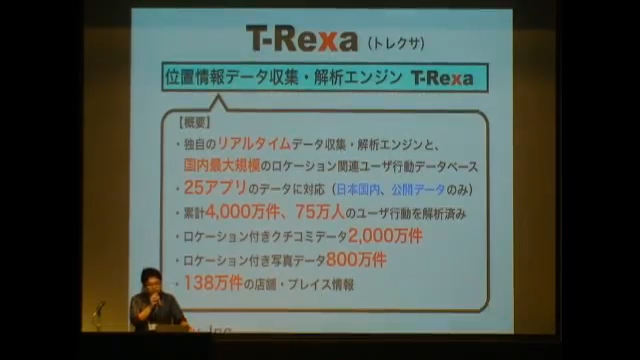 T-Rexa（トレクサ）
位置情報データ収集・解析エンジン T-Rexa
【概要】
・独自のリアルタイムデータ収集・解析エンジンと、
国内最大規模のロケーション関連ユーザ行動データベース
・25アプリのデータに対応（日本国内、公開データのみ）
・累計4,000万件、75万人のユーザ行動を解析済み
・ロケーション付きクチコミデータ2,000万件
・ロケーション付き写真データ800万件
・138万件の店舗・プレイス情報